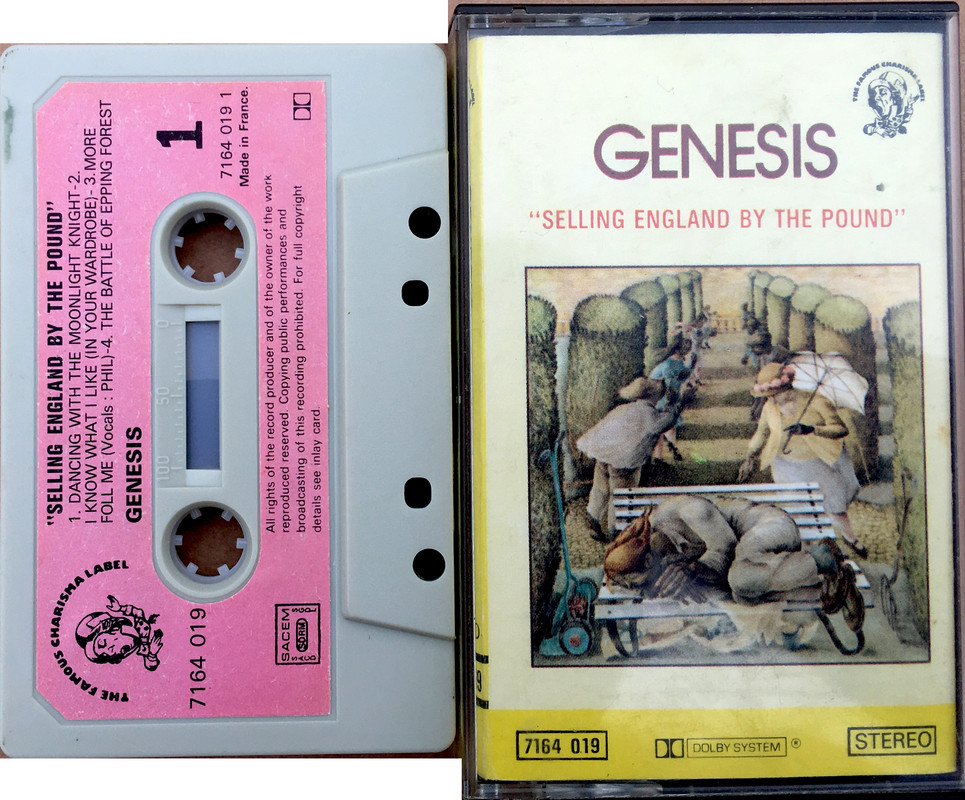 "SELLING ENGLAND BY THE POUND"
1. DANCING WITH THE MOONLIGHT KNIGHT-2.
I KNOW WHAT I LIKE (IN YOUR WARDROBE)- 3. MORE
FOLL ME (Vocals : PHIL)-4. THE BATTLE OF EPPING FOREST
GENESIS
1
7164 019 1
Made in France.
All rights of the record producer and of the owner of the work
reproduced reserved. Copying public performances and
broadcasting of this recording prohibited. For full copyright
details see inlay card.
THE FAMOUS CHARISMA LABEL
7164 019
SACEM
SDRM
SACD
SGDL
THE FAMOUS CHARISMA LABEL
GENESIS
"SELLING ENGLAND BY THE POUND"
7164 019
DOLBY SYSTEM ®
STEREO
100 50 0
9